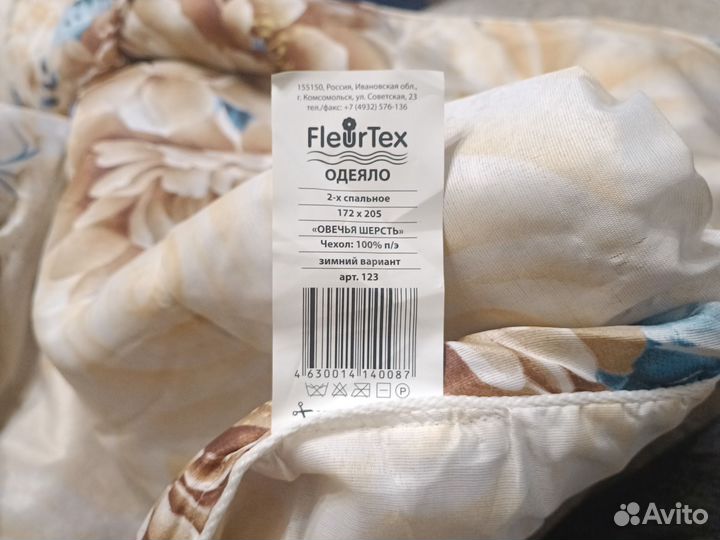 155150, Россия, Ивановская обл.,
г. Комсомольск, ул. Советская, 23
тел./факс: +7 (4932) 576-136
FleurTex
ОДЕЯЛО
2-х спальное
172 x 205
«ОВЕЧЬЯ ШЕРСТЬ»
Чехол: 100% п/э
зимний вариант
арт. 123
4 630014 140087
P
Avito